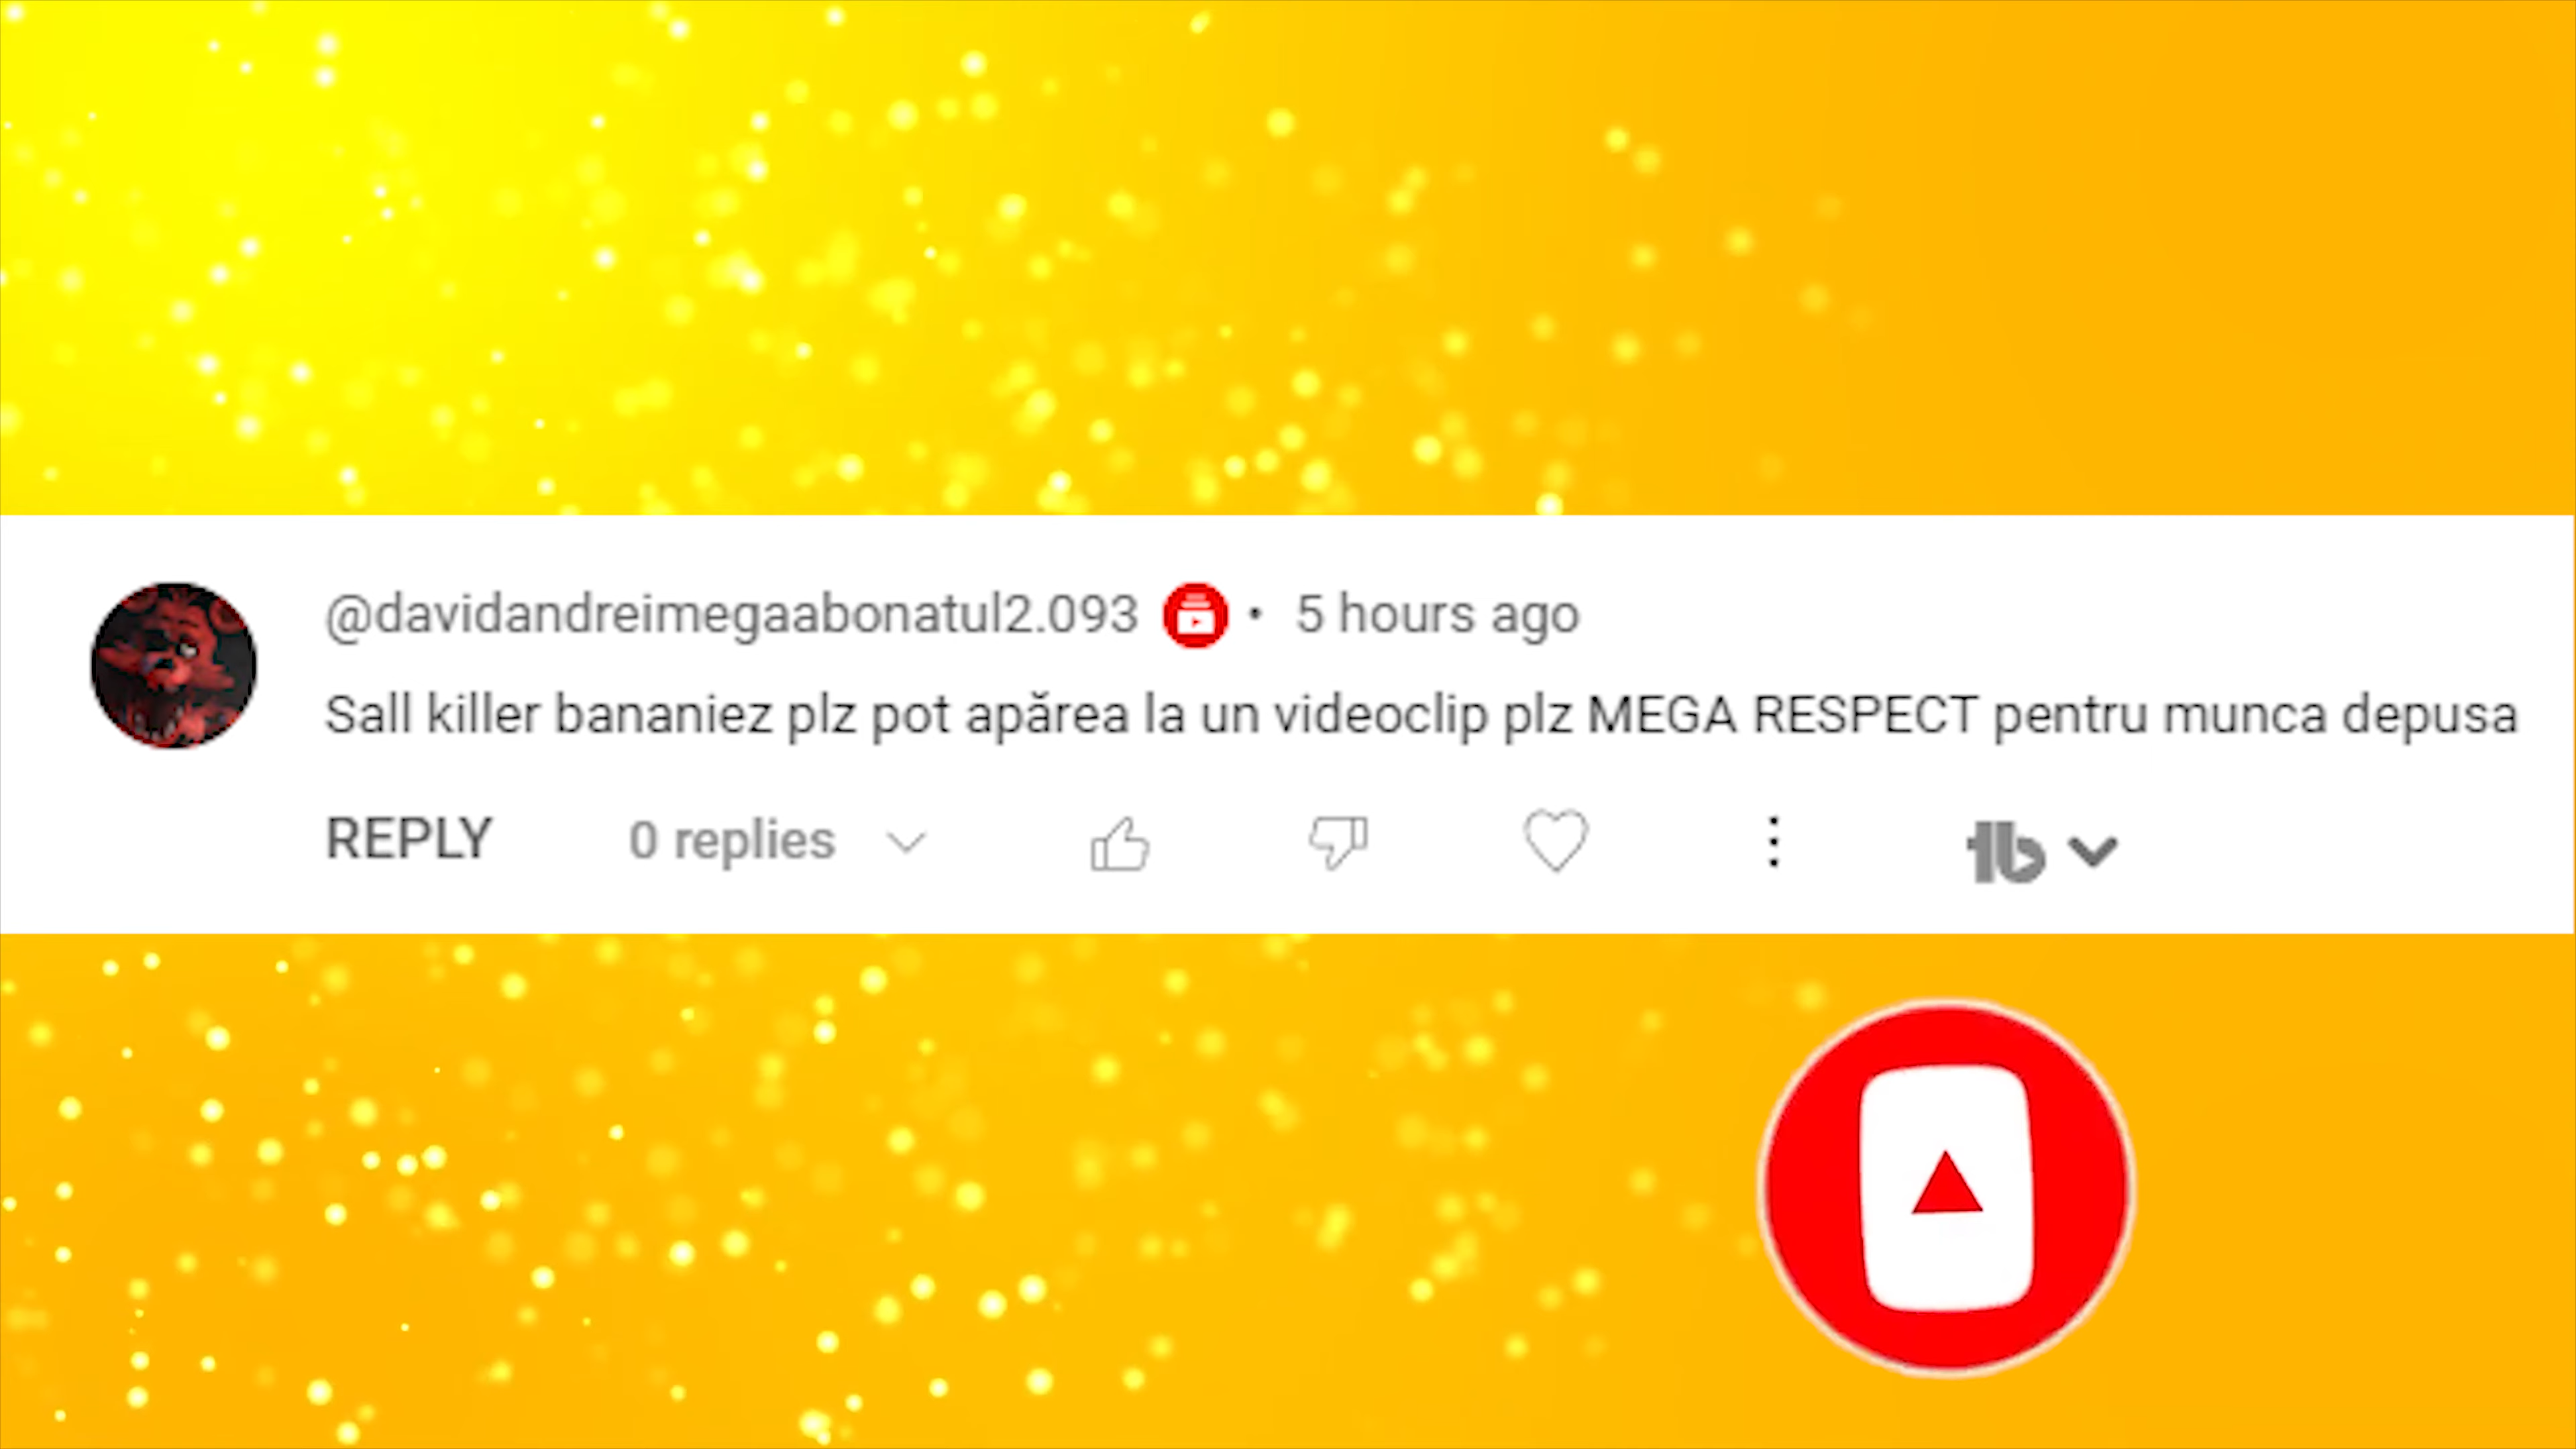 @davidandreimegaabonatul2.093 • 5 hours ago
Sall killer bananiez plz pot apărea la un videoclip plz MEGA RESPECT pentru munca depusa
REPLY 0 replies